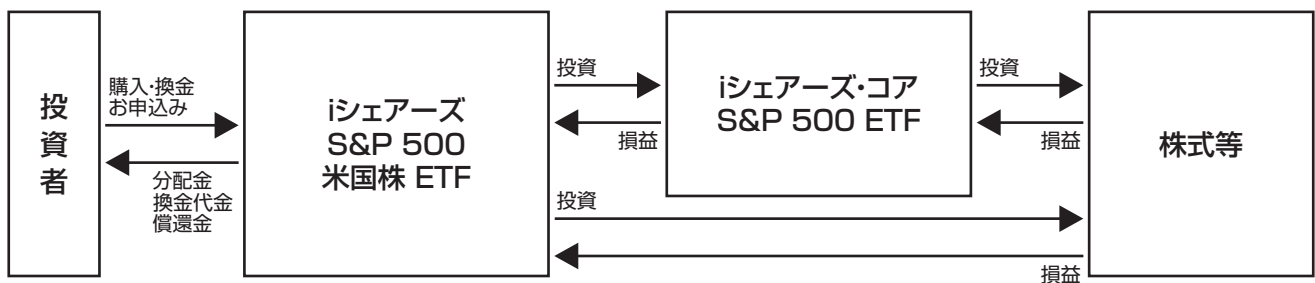 投資者
購入・換金
お申込み
分配金
換金代金
償還金
iシェアーズ
S&P 500
米国株 ETF
投資
損益
iシェアーズ・コア
S&P 500 ETF
投資
損益
投資
損益
株式等